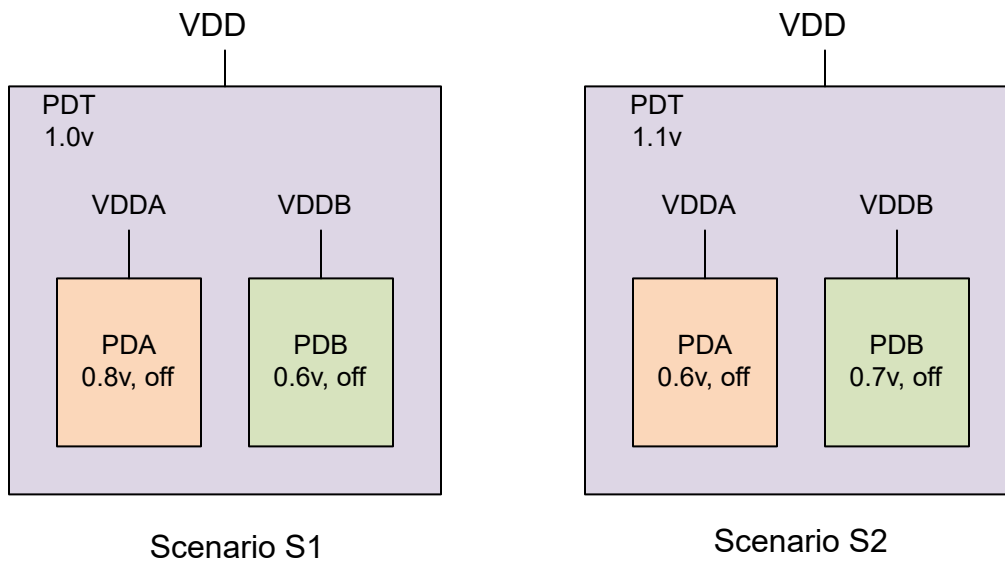 VDD
PDT
1.0v
VDDA
VDDB
PDA
0.8v, off
PDB
0.6v, off
Scenario S1
VDD
PDT
1.1v
VDDA
VDDB
PDA
0.6v, off
PDB
0.7v, off
Scenario S2